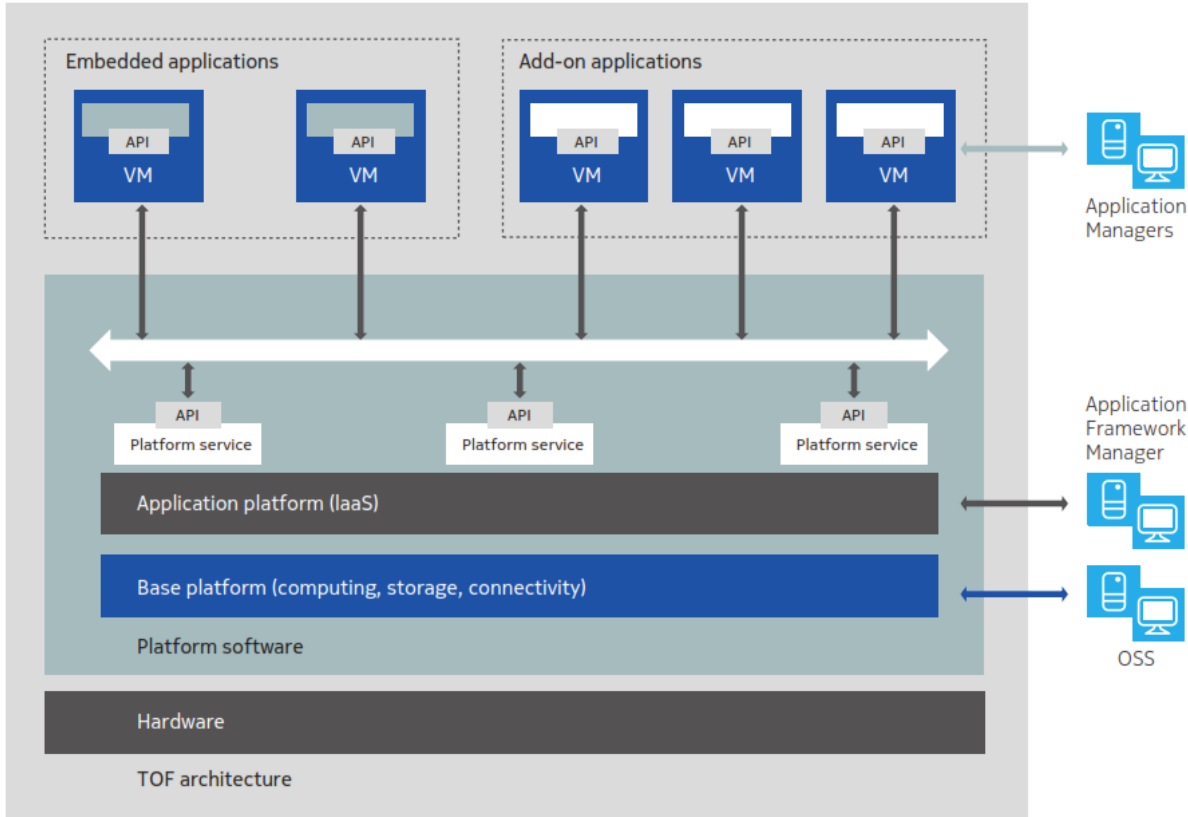 Embedded applications
Add-on applications
API
VM
API
VM
API
VM
API
VM
API
VM
Application
Managers
API
Platform service
API
Platform service
API
Platform service
Application
Framework
Manager
Application platform (IaaS)
Base platform (computing, storage, connectivity)
Platform software
OSS
Hardware
TOF architecture